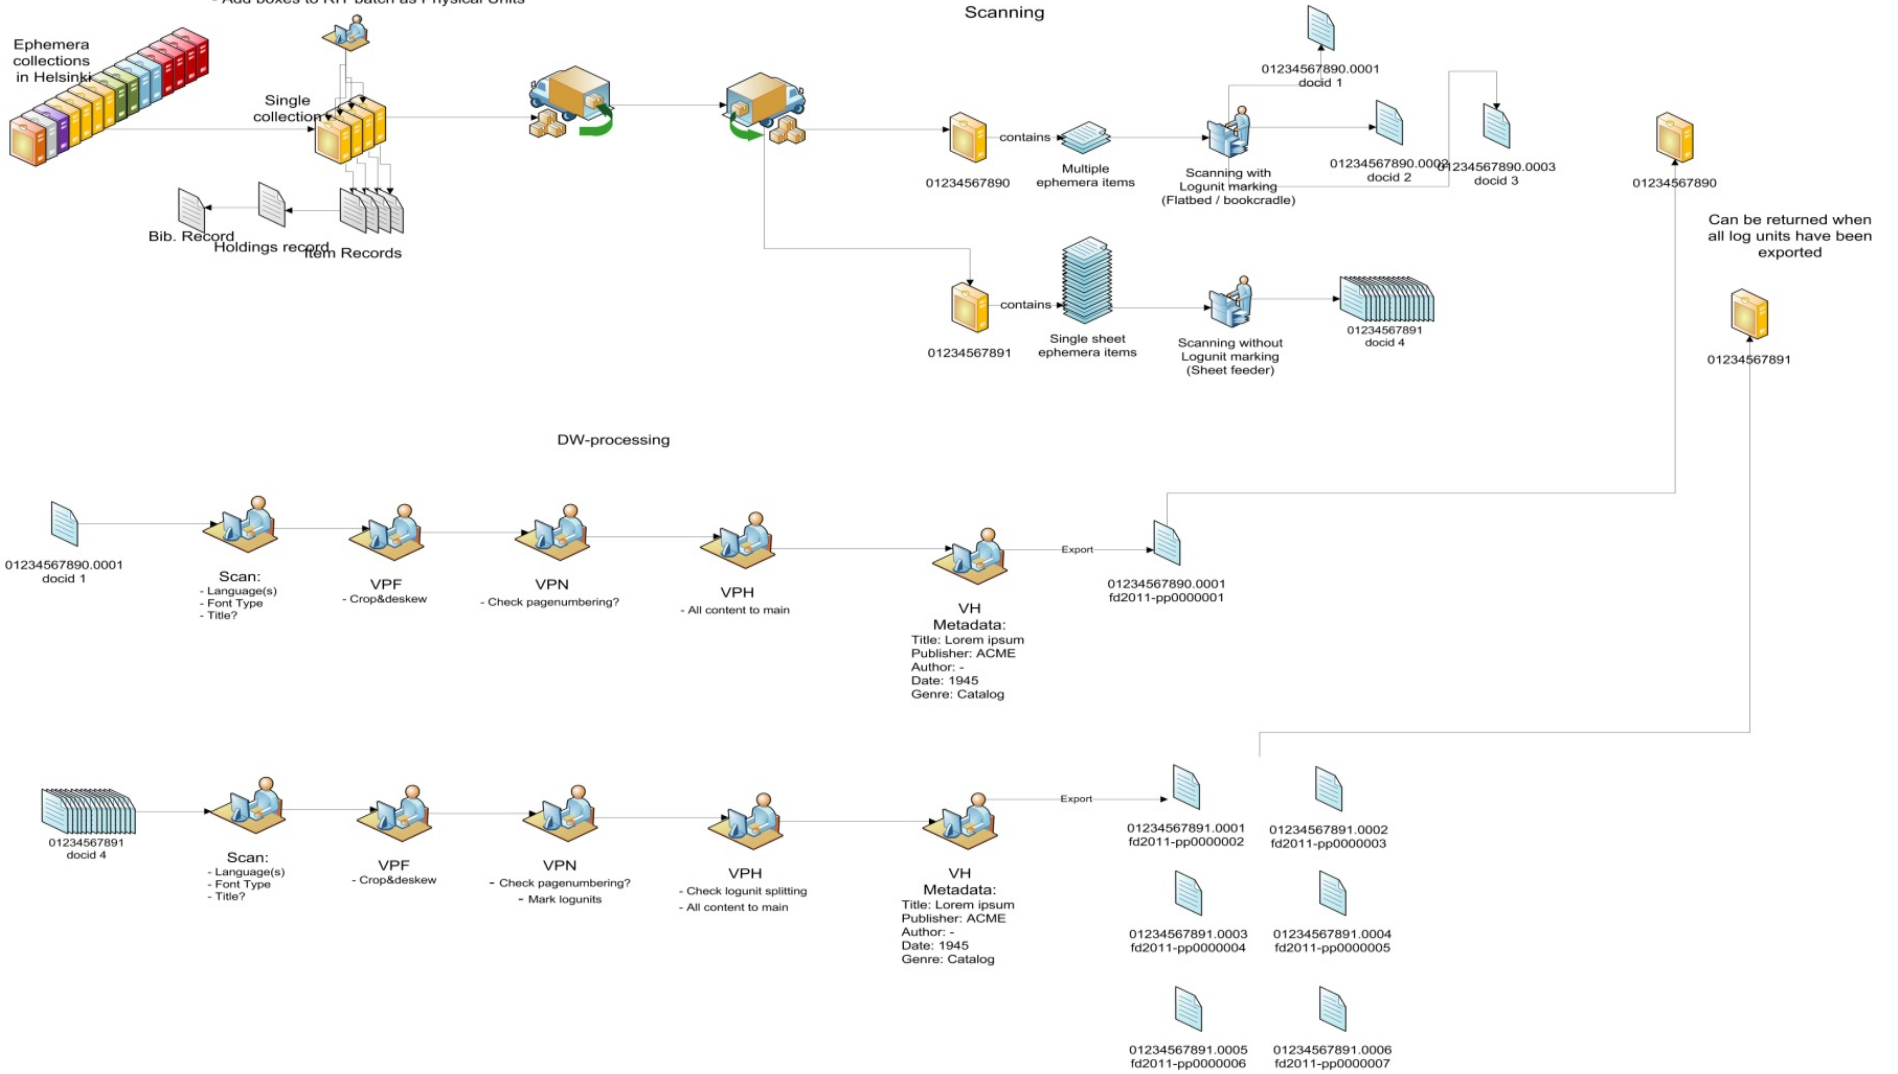 - Add boxes to KIT batch as Physical Units
Scanning
Ephemera
collections
in Helsinki
Single
collection
Bib. Record
Holdings record
Item Records
01234567890
contains
Multiple
ephemera items
Scanning with
Logunit marking
(Flatbed / bookcradle)
01234567890.0001
docid 1
01234567890.0002
docid 2
01234567890.0003
docid 3
01234567890
Can be returned when
all log units have been
exported
01234567891
contains
Single sheet
ephemera items
Scanning without
Logunit marking
(Sheet feeder)
01234567891
docid 4
01234567891
DW-processing
01234567890.0001
docid 1
Scan:
- Language(s)
- Font Type
- Title?
VPF
- Crop&deskew
VPN
- Check pagenumbering?
VPH
- All content to main
VH
Metadata:
Title: Lorem ipsum
Publisher: ACME
Author: -
Date: 1945
Genre: Catalog
Export
01234567890.0001
fd2011-pp0000001
01234567891
docid 4
Scan:
- Language(s)
- Font Type
- Title?
VPF
- Crop&deskew
VPN
- Check pagenumbering?
- Mark logunits
VPH
- Check logunit splitting
- All content to main
VH
Metadata:
Title: Lorem ipsum
Publisher: ACME
Author: -
Date: 1945
Genre: Catalog
Export
01234567891.0001
fd2011-pp0000002
01234567891.0002
fd2011-pp0000003
01234567891.0003
fd2011-pp0000004
01234567891.0004
fd2011-pp0000005
01234567891.0005
fd2011-pp0000006
01234567891.0006
fd2011-pp0000007